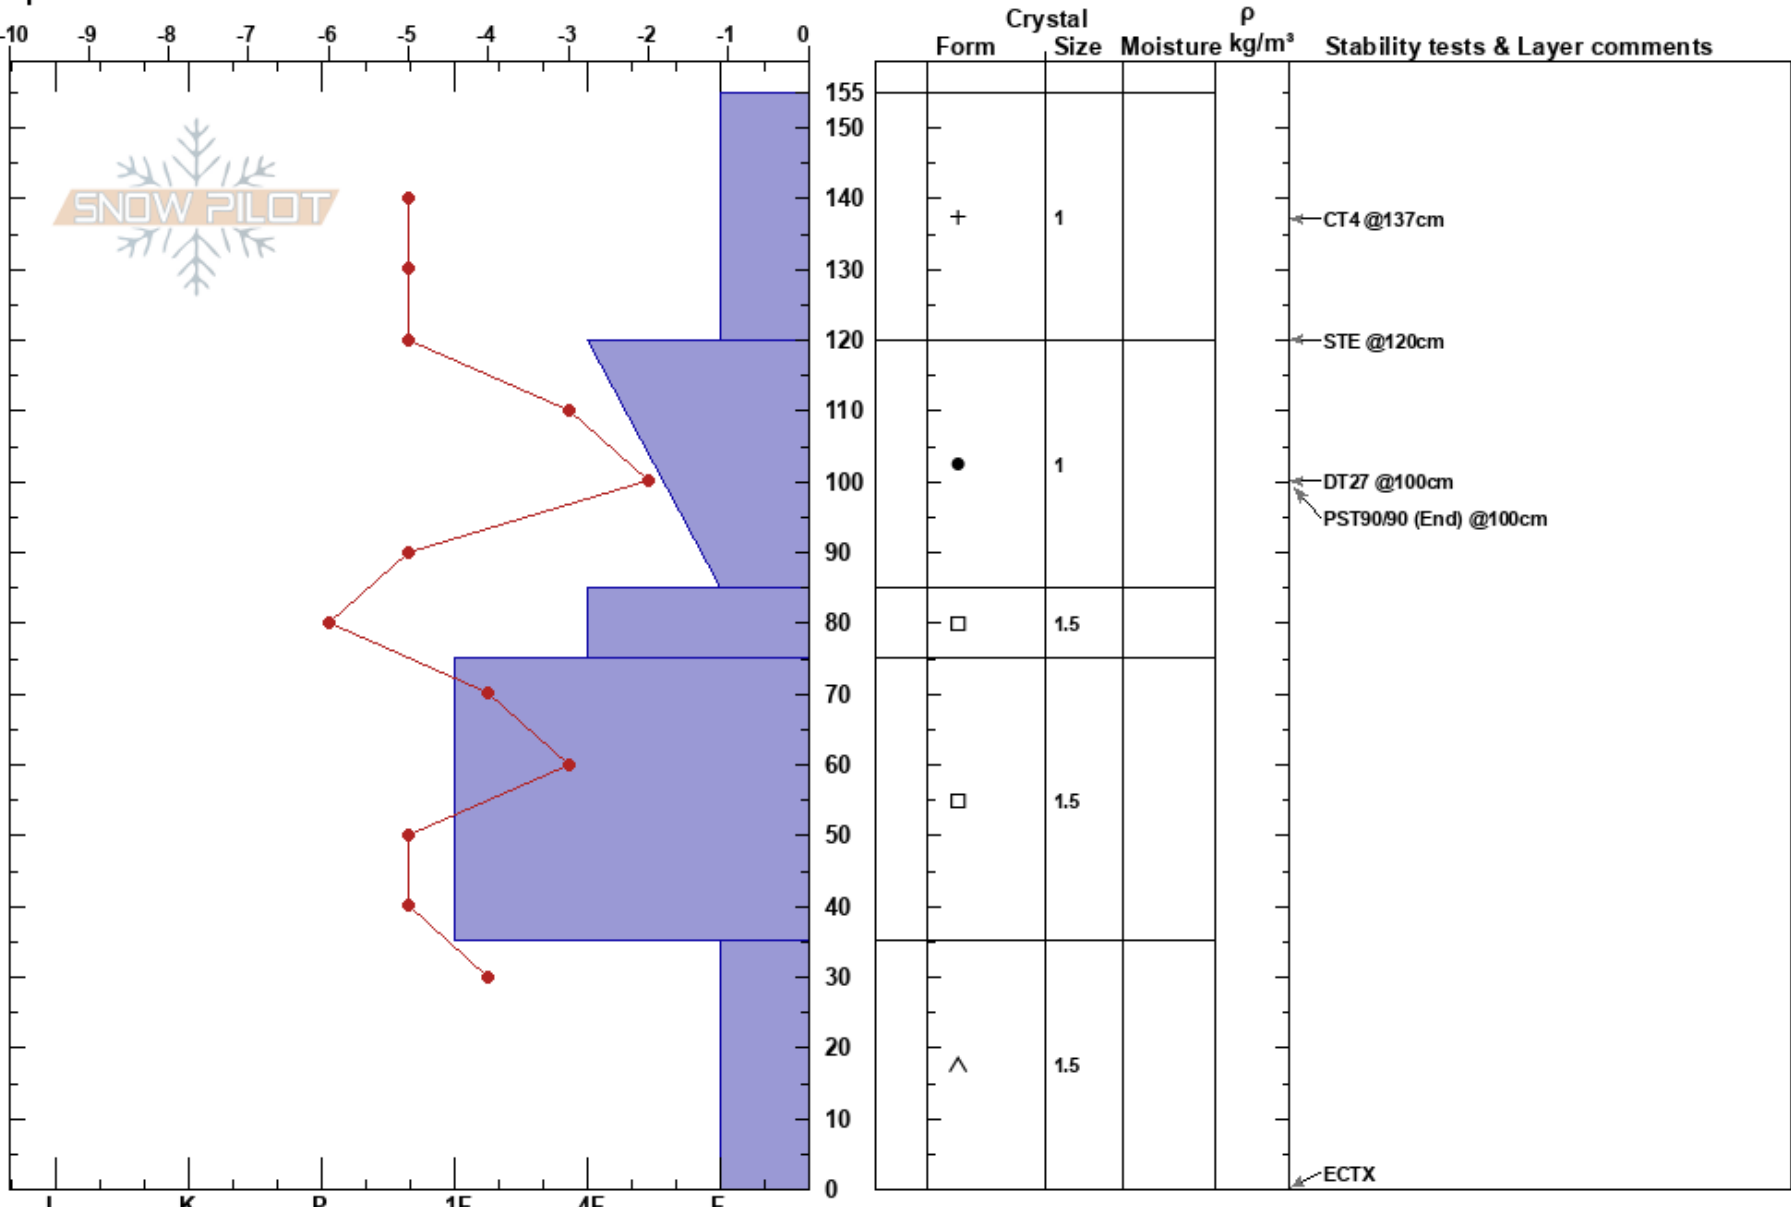 -10 -9 -8 -7 -6 -5 -4 -3 -2 -1 0
Crystal
ρ
Form Size Moisture kg/m³ Stability tests & Layer comments
155
150
SNOW PILOT
140
+ 1
CT4 @137cm
130
120
STE @120cm
110
● 1
100
DT27 @100cm
PST90/90 (End) @100cm
90
80
□ 1.5
70
60
□ 1.5
50
40
30
20
∧ 1.5
10
ECTX
0
I K P 1F 4F F